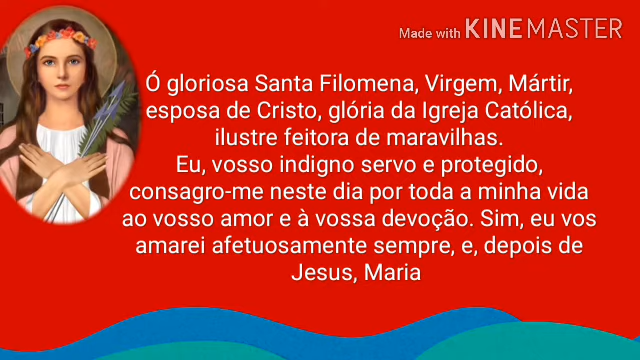 Made with KINEMASTER
Ó gloriosa Santa Filomena, Virgem, Mártir,
esposa de Cristo, glória da Igreja Católica,
ilustre feitora de maravilhas.
Eu, vosso indigno servo e protegido,
consagro-me neste dia por toda a minha vida
ao vosso amor e à vossa devoção. Sim, eu vos
amarei afetuosamente sempre, e, depois de
Jesus, Maria